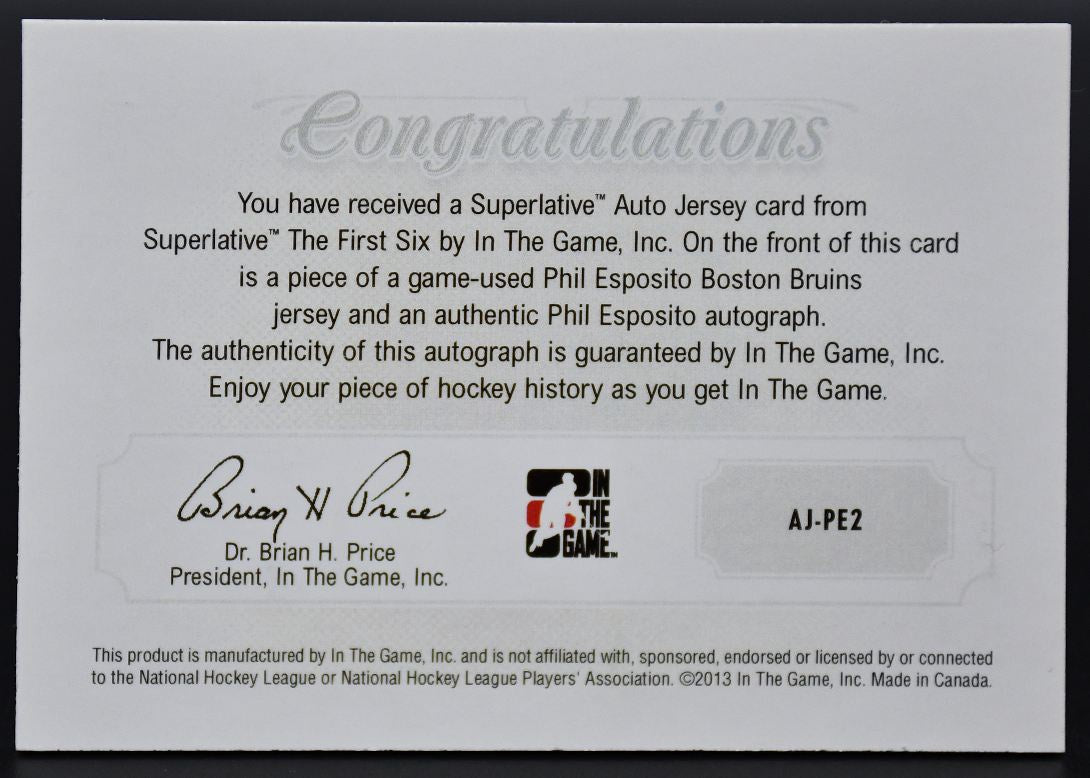 Congratulations
You have received a Superlative™ Auto Jersey card from
Superlative™ The First Six by In The Game, Inc. On the front of this card
is a piece of a game-used Phil Esposito Boston Bruins
jersey and an authentic Phil Esposito autograph.
The authenticity of this autograph is guaranteed by In The Game, Inc.
Enjoy your piece of hockey history as you get In The Game.
Brian H Price
Dr. Brian H. Price
President, In The Game, Inc.
IN
THE
GAME™
AJ-PE2
This product is manufactured by In The Game, Inc. and is not affiliated with, sponsored, endorsed or licensed by or connected
to the National Hockey League or National Hockey League Players' Association. ©2013 In The Game, Inc. Made in Canada.